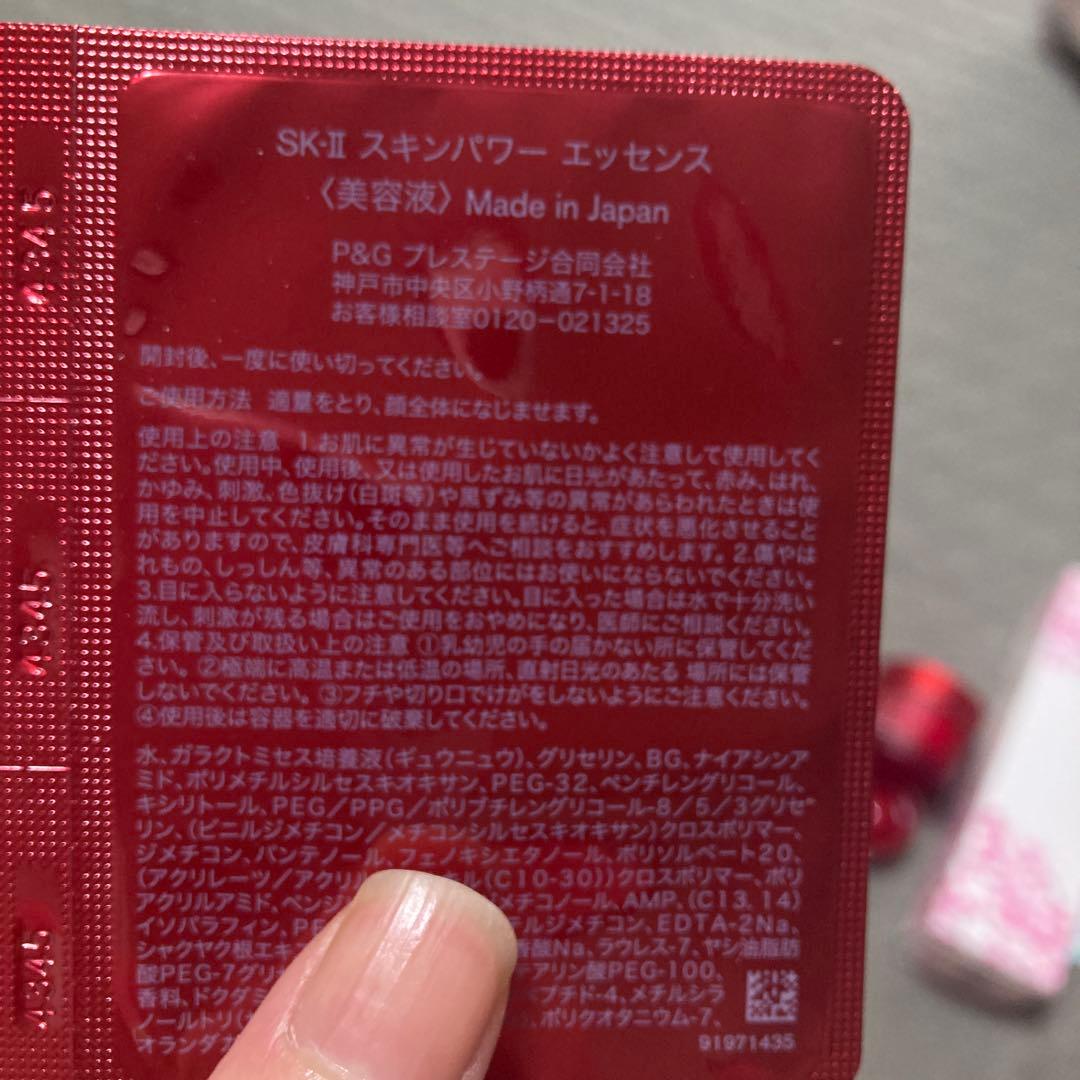 SK-II スキンパワー エッセンス
〈美容液〉 Made in Japan
P&G プレステージ合同会社
神戸市中央区小野柄通7-1-18
お客様相談室0120-021325
開封後、一度に使い切ってください。
ご使用方法 適量をとり、顔全体になじませます。
使用上の注意 1.お肌に異常が生じていないかよく注意して使用してく
ださい。使用中、使用後、又は使用したお肌に日光があたって、赤み、はれ、
かゆみ、刺激、色抜け(白斑等)や黒ずみ等の異常があらわれたときは使
用を中止してください。そのまま使用を続けると、症状を悪化させること
がありますので、皮膚科専門医等へご相談をおすすめします。2.傷やは
れもの、しっしん等、異常のある部位にはお使いにならないでください。
3.目に入らないように注意してください。目に入った場合は水で十分洗い
流し、刺激が残る場合はご使用をおやめになり、医師にご相談ください。
4.保管及び取扱い上の注意 ①乳幼児の手の届かない所に保管してくだ
さい。②極端に高温または低温の場所、直射日光のあたる 場所には保管
しないでください。③フチや切り口でけがをしないようにご注意ください。
④使用後は容器を適切に破棄してください。
水、ガラクトミセス培養液(ギュウニュウ)、グリセリン、BG、ナイアシンア
ミド、ポリメチルシルセスキオキサン、PEG-32、ペンチレングリコール、
キシリトール、PEG/PPG/ポリブチレングリコール-8/5/3グリセ
リン、(ビニルジメチコン/メチコンシルセスキオキサン)クロスポリマー、
ジメチコン、パンテノール、フェノキシエタノール、ポリソルベート20、
(アクリレーツ/アクリル キル(C10-30))クロスポリマー、ポリ
アクリルアミド、ベンジ メチコノール、AMP、(C13, 14)
イソパラフィン、P ルジメチコン、EDTA-2Na、
シャクヤク根エキ 香酸Na、ラウレス-7、ヤシ油脂肪
酸PEG-7グリ アリン酸PEG-100、
香料、ドクダミ ペプチド-4、メチルシラ
ノールトリ( 、ポリクオタニウム-7、
オランダカ
91971435
4345
4345
4345